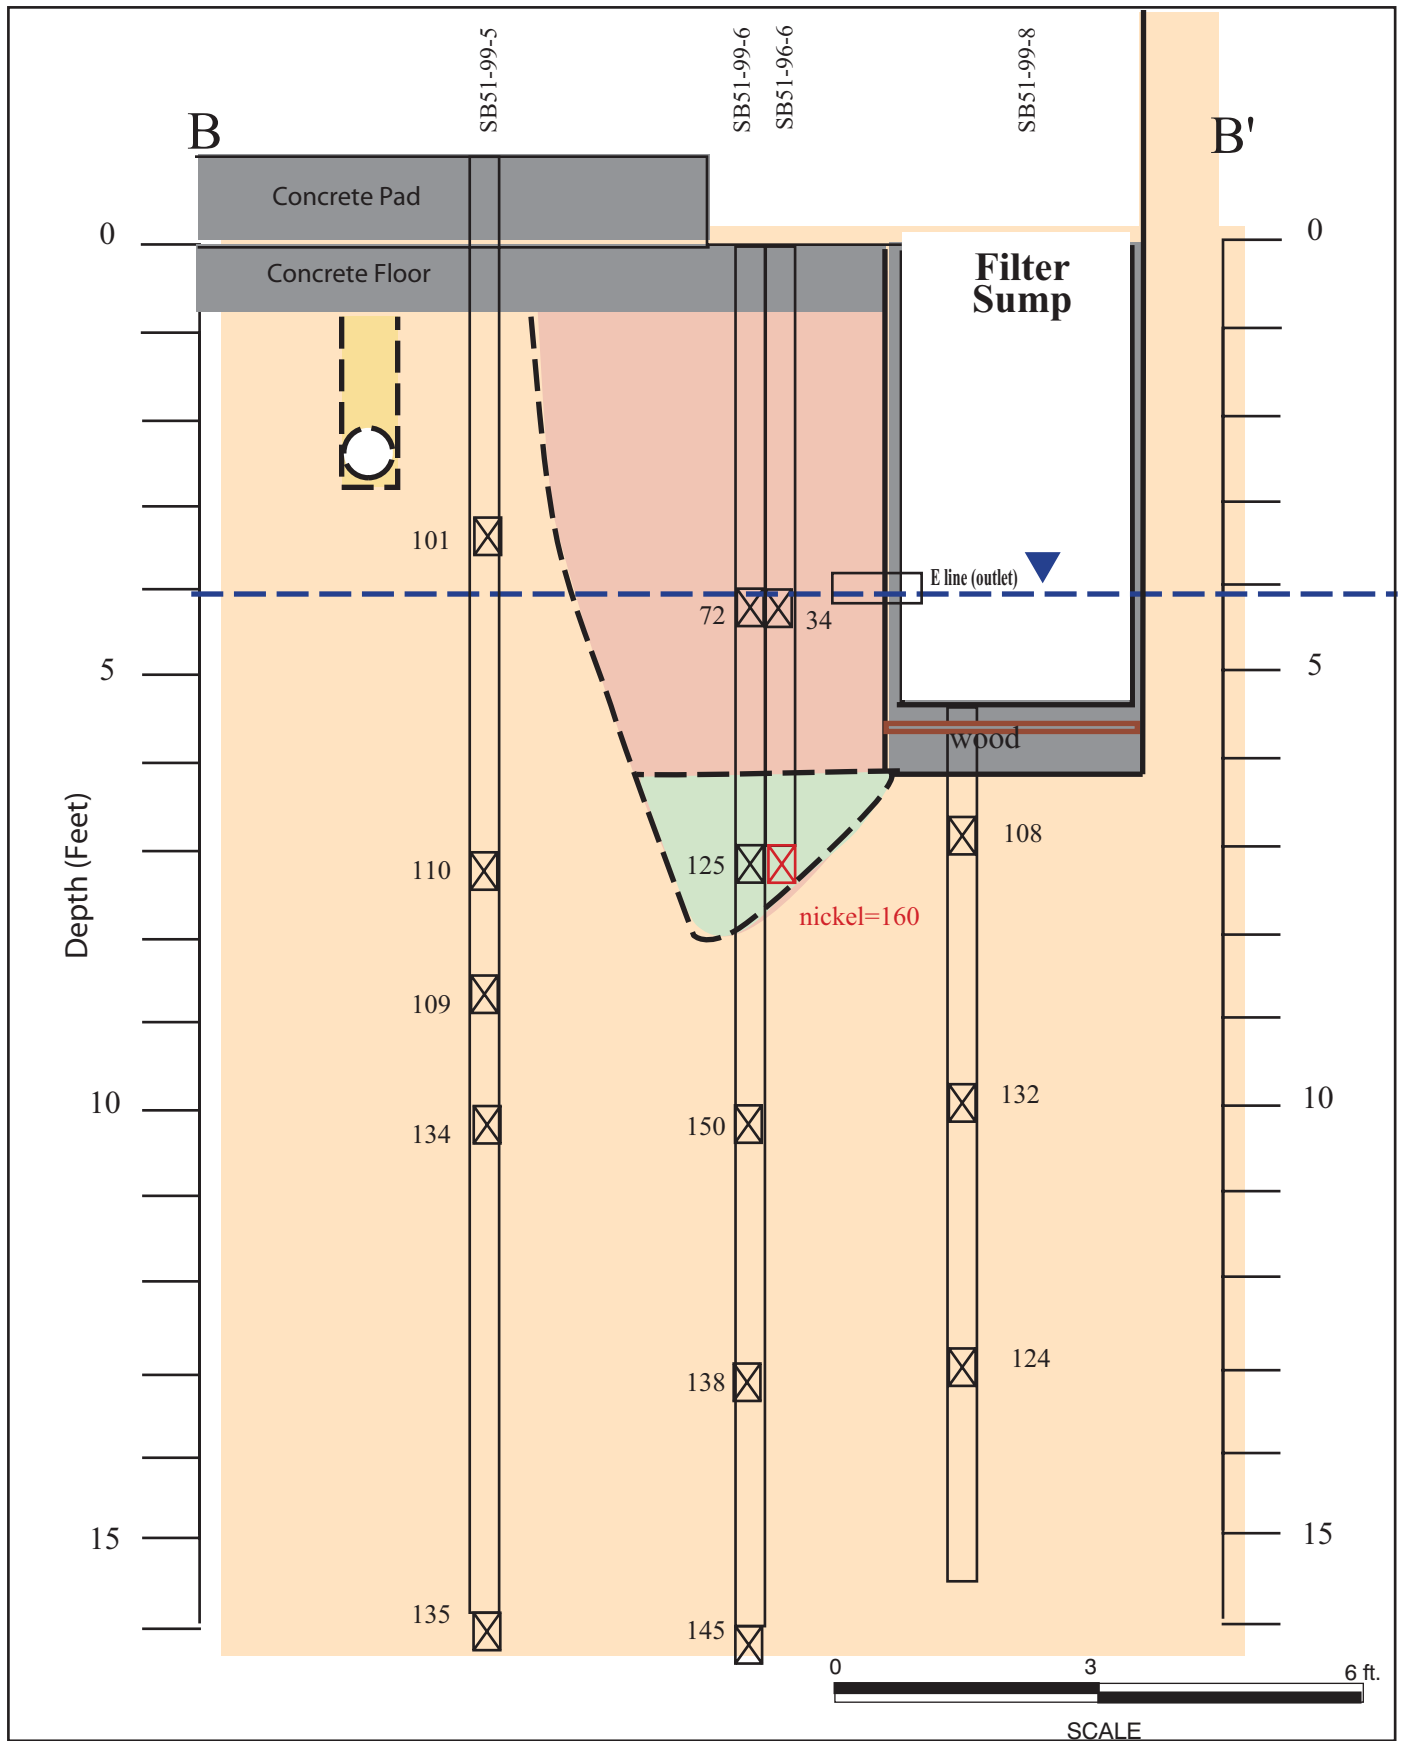 SB51-99-5
SB51-99-6
SB51-96-6
SB51-99-8
B
B'
Concrete Pad
0
0
Concrete Floor
Filter
Sump
101
E line (outlet)
72
34
5
5
wood
Depth (Feet)
108
110
125
nickel=160
109
10
132
10
134
150
138
124
15
15
135
145
0
3
6 ft.
SCALE